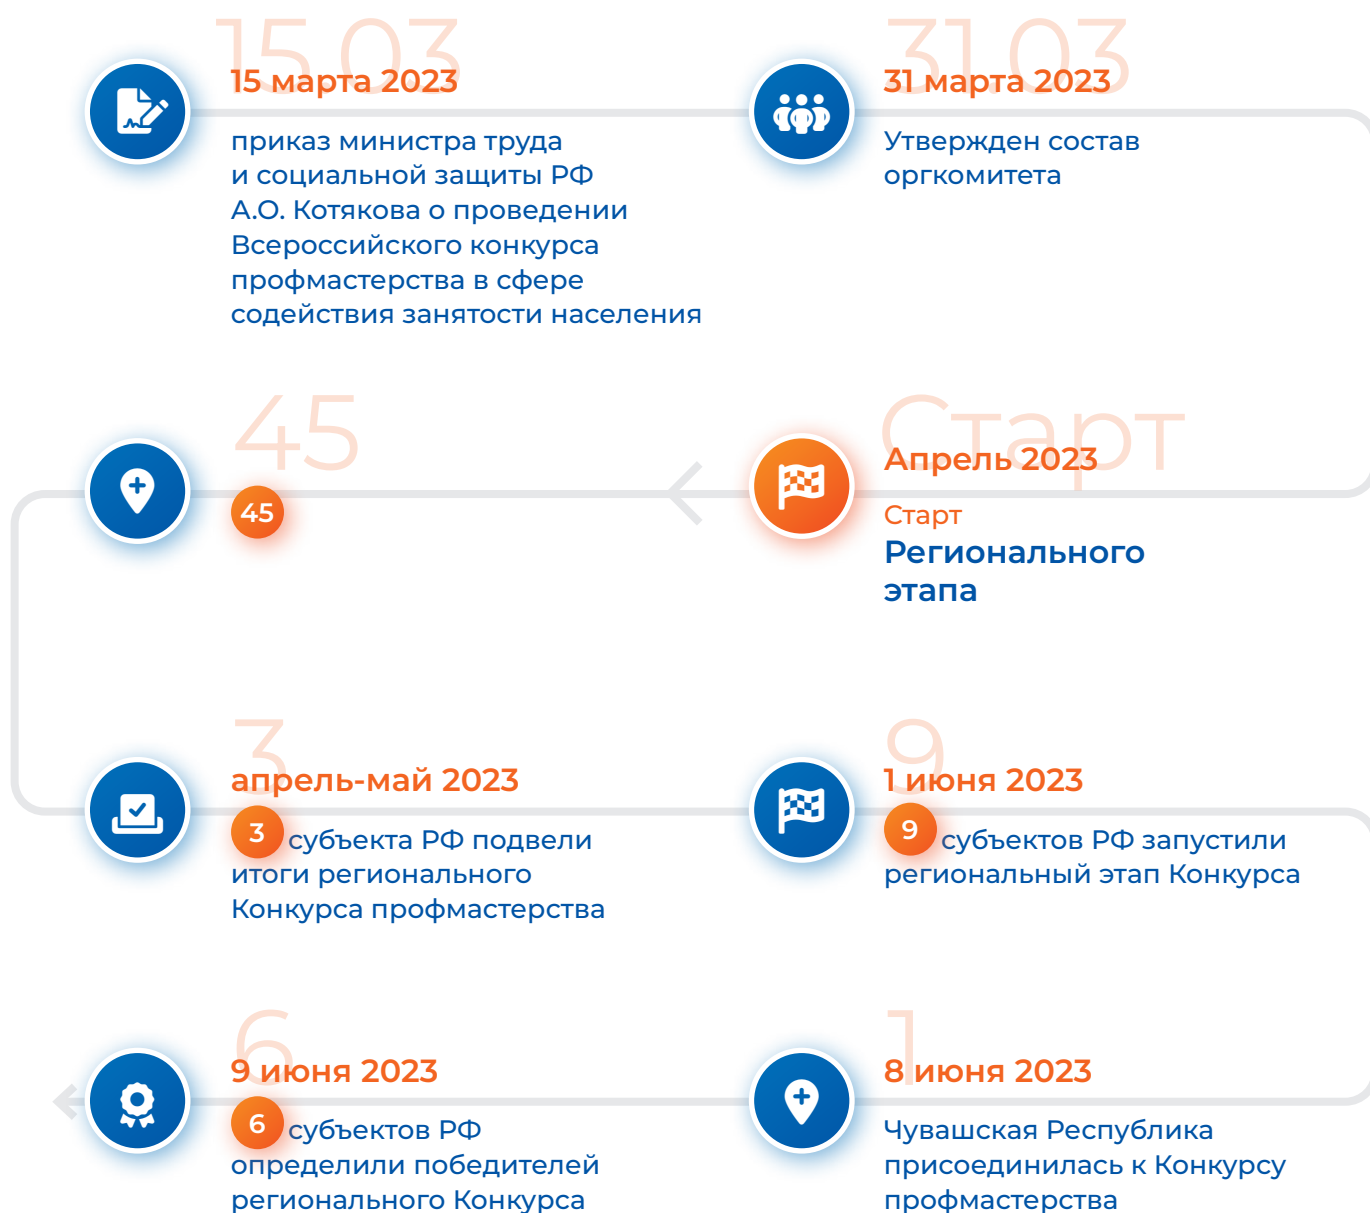 15.03
15 марта 2023
приказ министра труда
и социальной защиты РФ
А.О. Котякова о проведении
Всероссийского конкурса
профмастерства в сфере
содействия занятости населения
31.03
31 марта 2023
Утвержден состав
оргкомитета
Старт
Апрель 2023
Старт
Регионального
этапа
45
45
3
апрель-май 2023
3 субъекта РФ подвели
итоги регионального
Конкурса профмастерства
9
1 июня 2023
9 субъектов РФ запустили
региональный этап Конкурса
1
8 июня 2023
Чувашская Республика
присоединилась к Конкурсу
профмастерства
6
9 июня 2023
6 субъектов РФ
определили победителей
регионального Конкурса